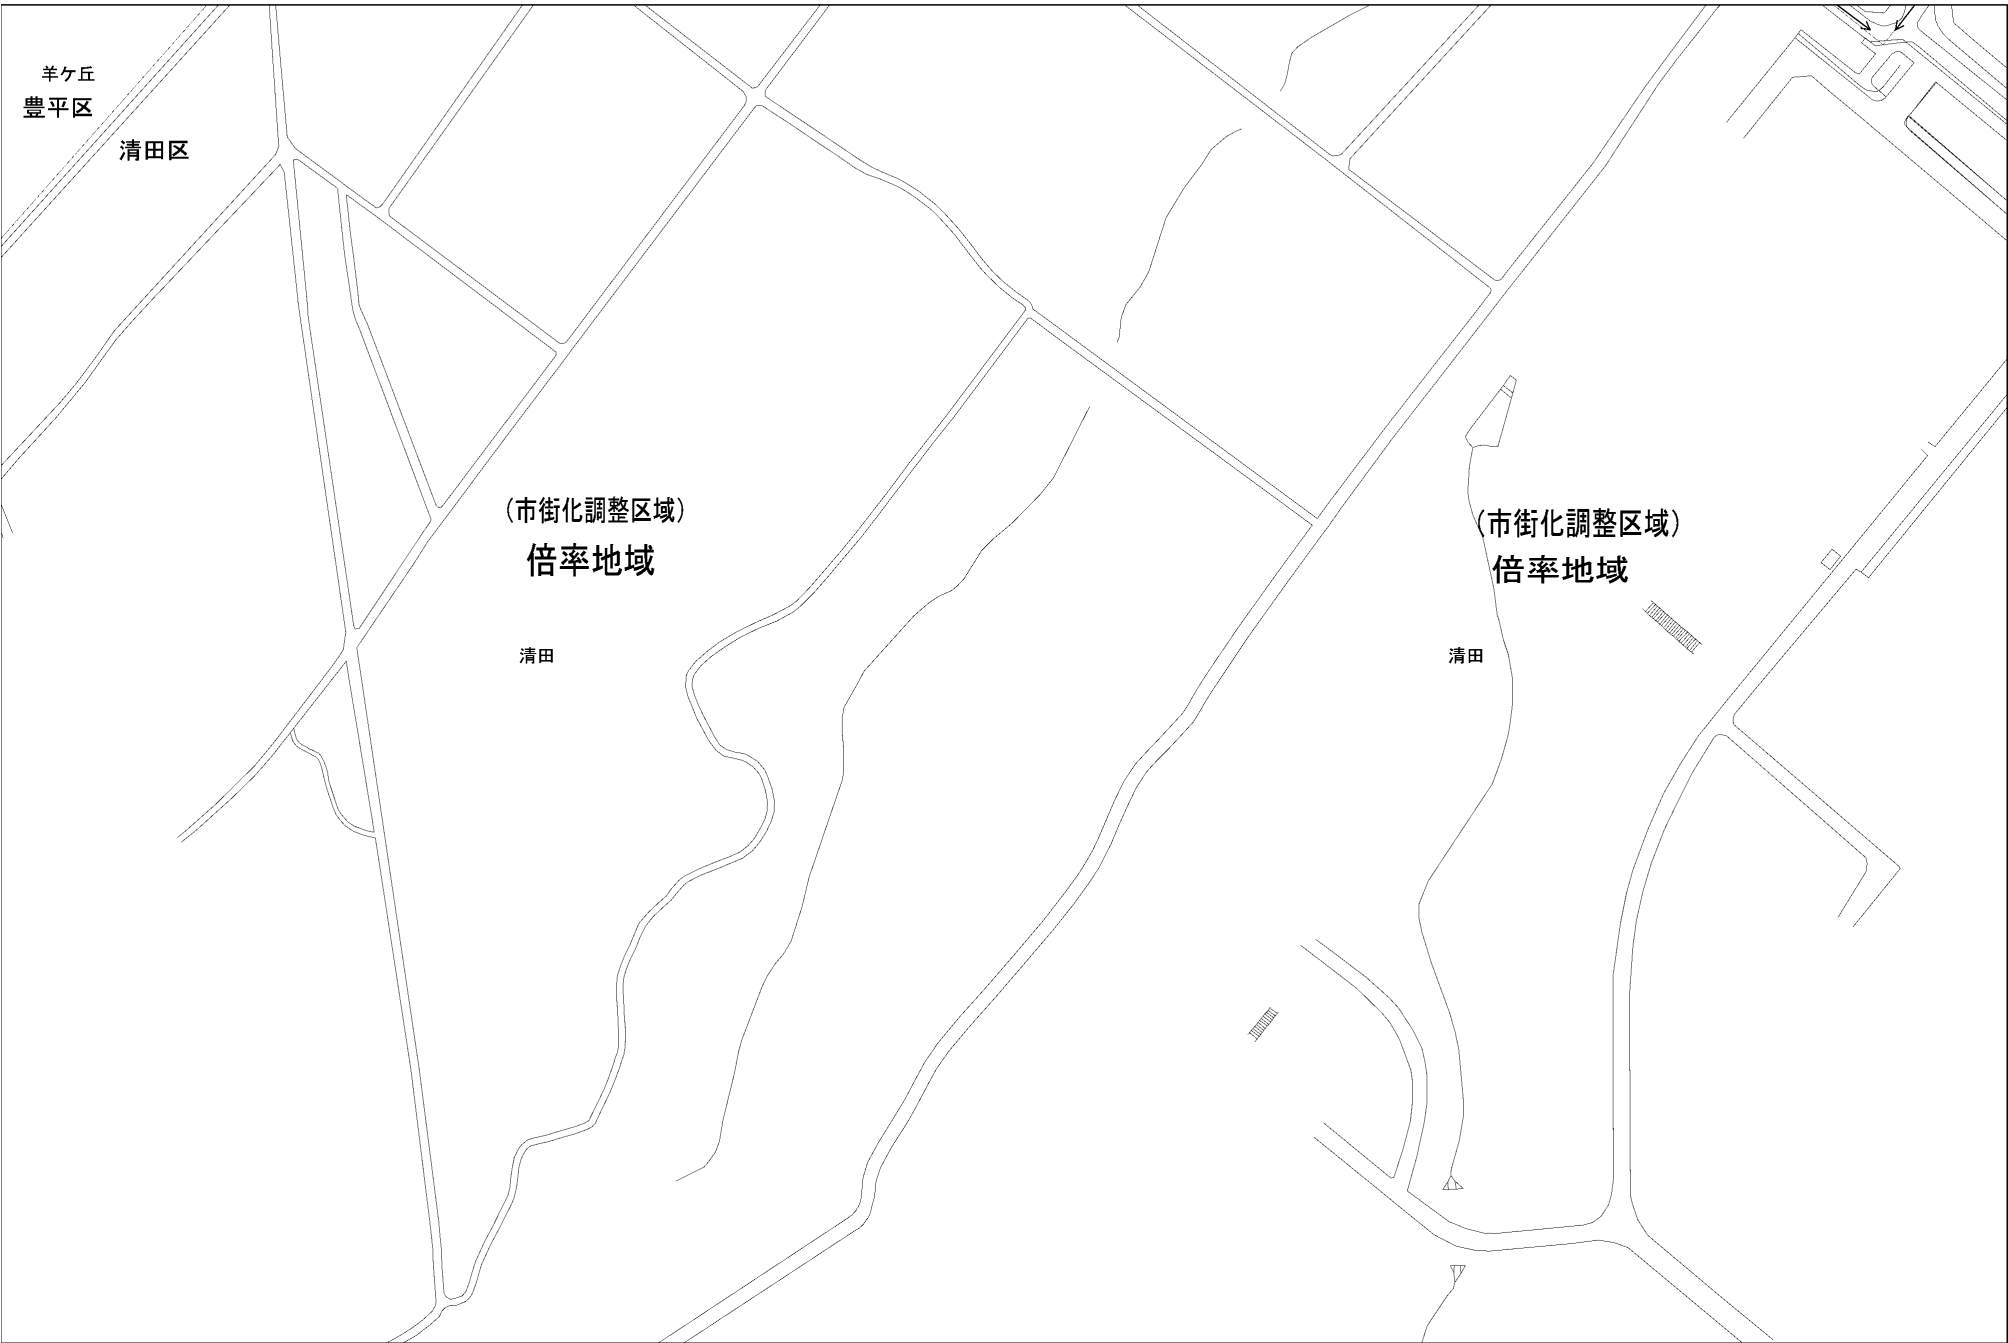 羊ケ丘
豊平区
清田区
（市街化調整区域）
倍率地域
清田
（市街化調整区域）
倍率地域
清田